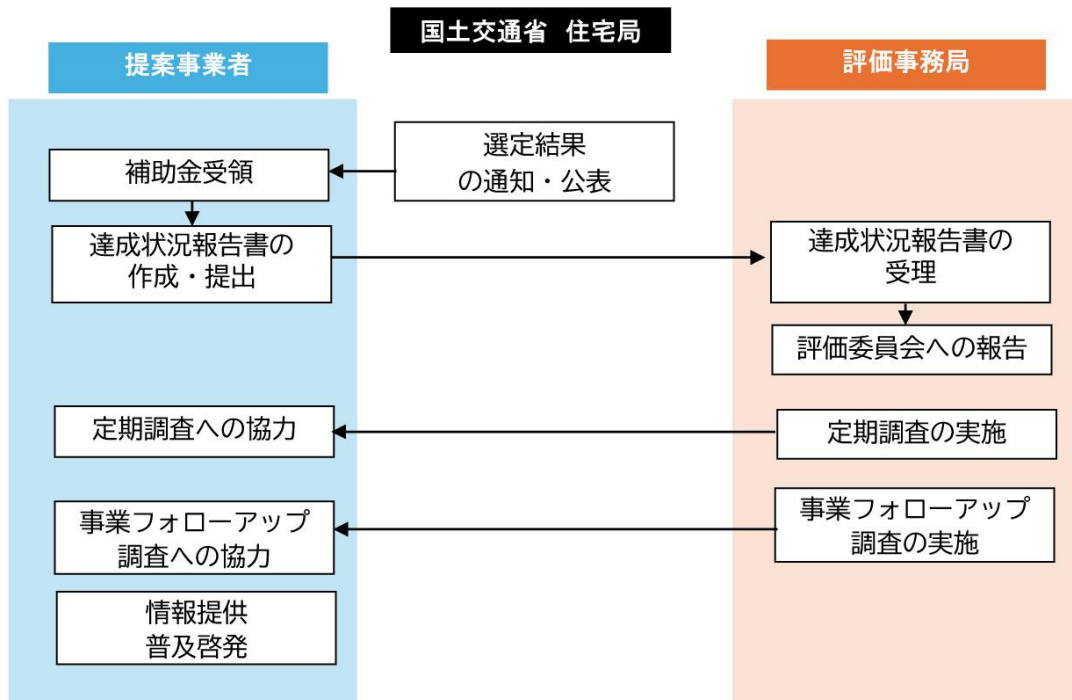 国土交通省 住宅局
提案事業者
評価事務局
選定結果
の通知・公表
補助金受領
達成状況報告書の
作成・提出
達成状況報告書の
受理
評価委員会への報告
定期調査への協力
定期調査の実施
事業フォローアップ
調査への協力
事業フォローアップ
調査の実施
情報提供
普及啓発